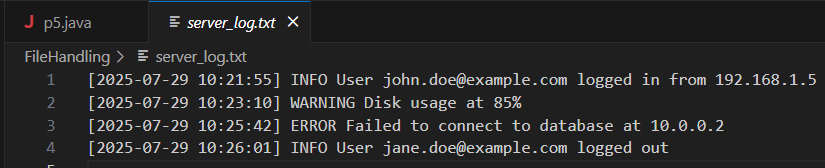 J p5.java server_log.txt
FileHandling > server_log.txt
1 [2025-07-29 10:21:55] INFO User john.doe@example.com logged in from 192.168.1.5
2 [2025-07-29 10:23:10] WARNING Disk usage at 85%
3 [2025-07-29 10:25:42] ERROR Failed to connect to database at 10.0.0.2
4 [2025-07-29 10:26:01] INFO User jane.doe@example.com logged out